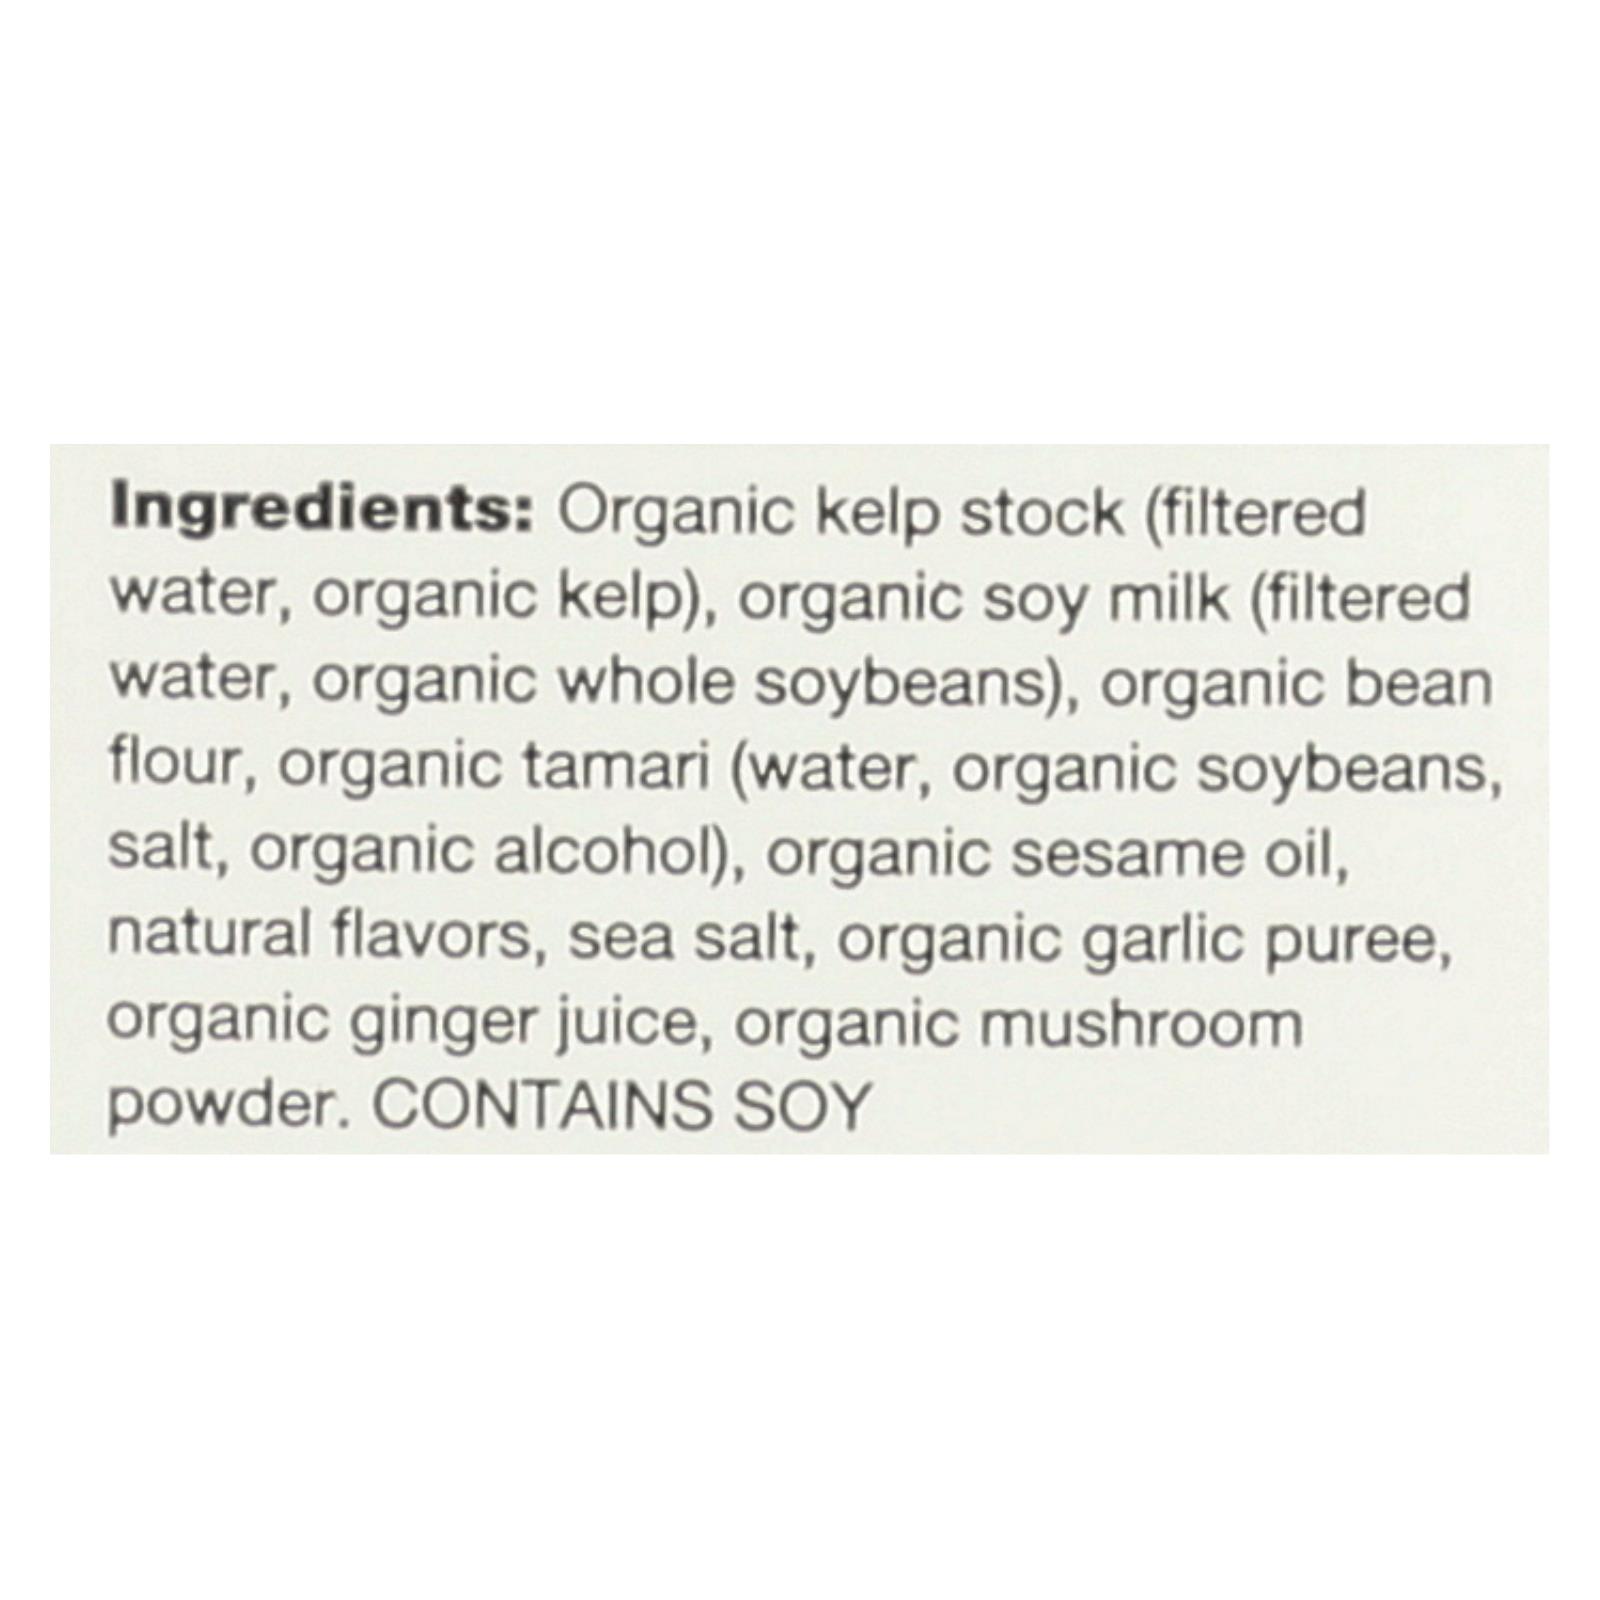 Ingredients: Organic kelp stock (filtered
water, organic kelp), organic soy milk (filtered
water, organic whole soybeans), organic bean
flour, organic tamari (water, organic soybeans,
salt, organic alcohol), organic sesame oil,
natural flavors, sea salt, organic garlic puree,
organic ginger juice, organic mushroom
powder. CONTAINS SOY